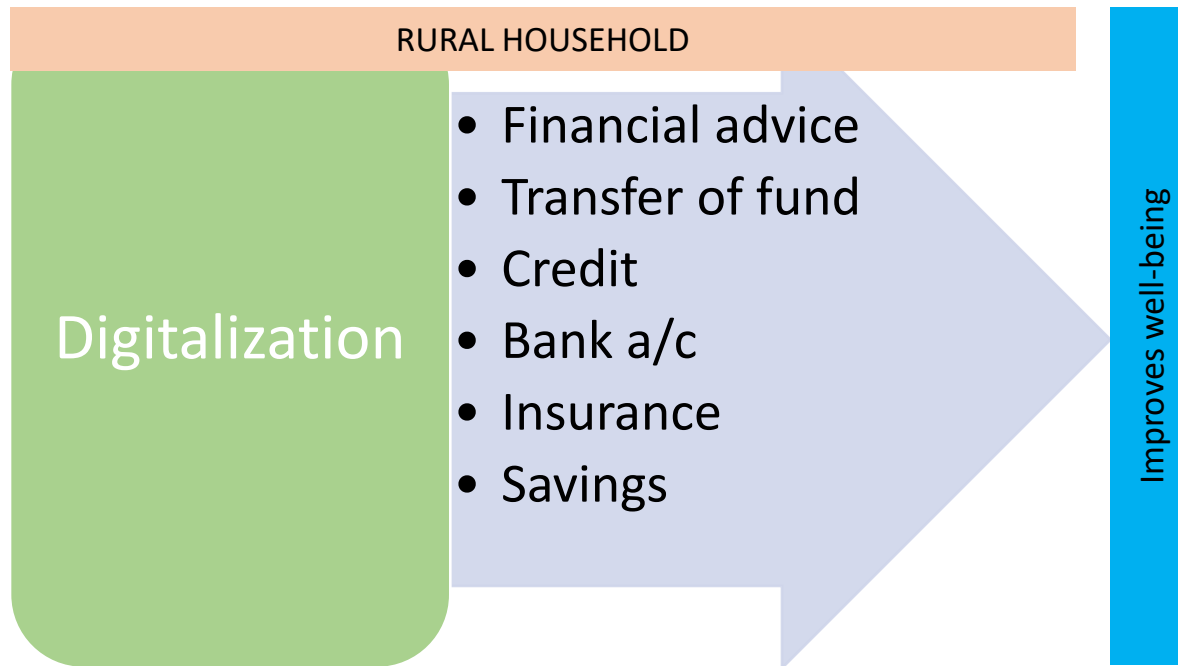 RURAL HOUSEHOLD
Digitalization
• Financial advice
• Transfer of fund
• Credit
• Bank a/c
• Insurance
• Savings
Improves well-being